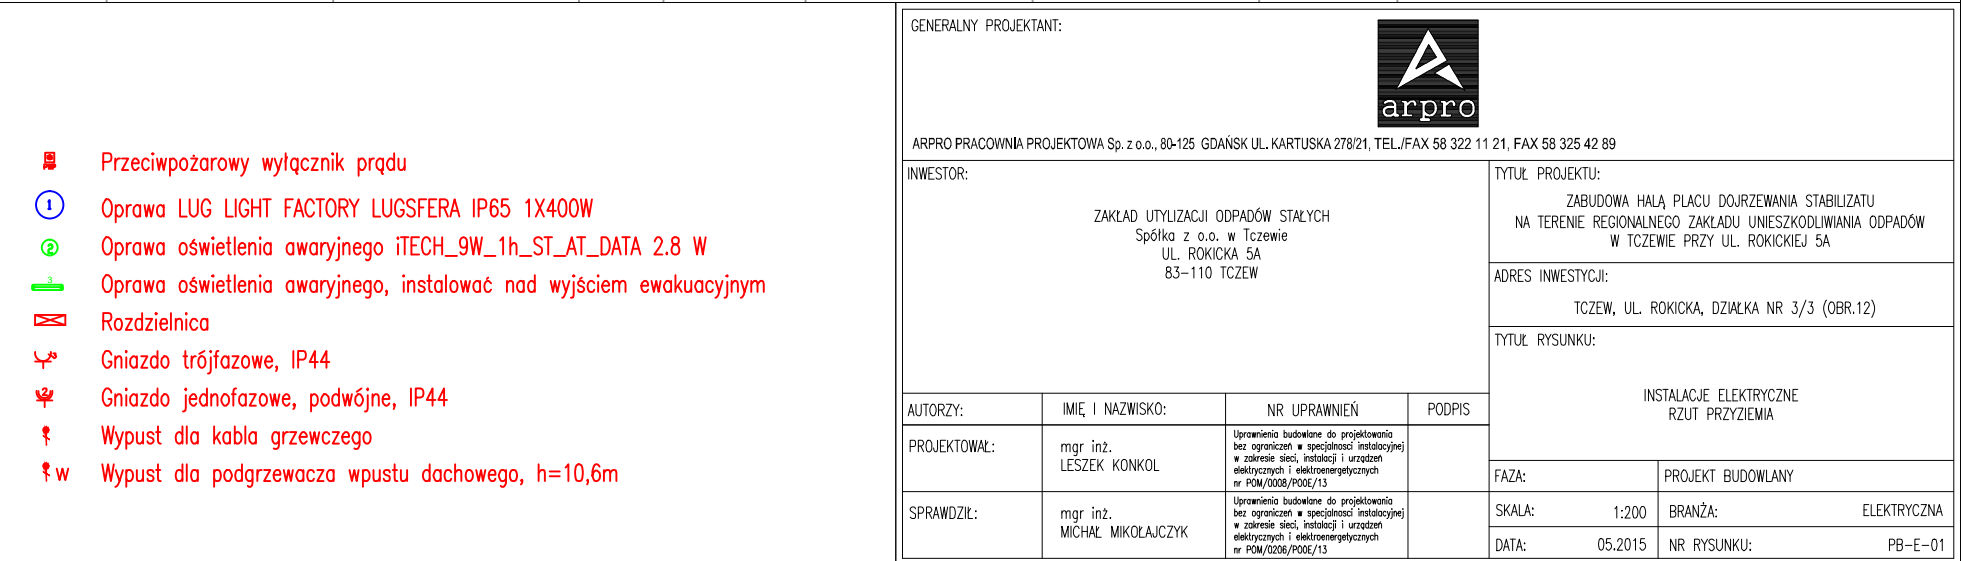 Przeciwpożarowy wyłącznik prądu
1 Oprawa LUG LIGHT FACTORY LUGSFERA IP65 1X400W
2 Oprawa oświetlenia awaryjnego iTECH_9W_1h_ST_AT_DATA 2.8 W
3 Oprawa oświetlenia awaryjnego, instalować nad wyjściem ewakuacyjnym
Rozdzielnica
3 Gniazdo trójfazowe, IP44
2 Gniazdo jednofazowe, podwójne, IP44
Wypust dla kabla grzewczego
W Wypust dla podgrzewacza wpustu dachowego, h=10,6m
GENERALNY PROJEKTANT:
arpro
ARPRO PRACOWNIA PROJEKTOWA Sp. z o.o., 80-125 GDAŃSK UL. KARTUSKA 278/21, TEL./FAX 58 322 11 21, FAX 58 325 42 89
INWESTOR:
ZAKŁAD UTYLIZACJI ODPADÓW STAŁYCH
Spółka z o.o. w Tczewie
UL. ROKICKA 5A
83-110 TCZEW
TYTUŁ PROJEKTU:
ZABUDOWA HALĄ PLACU DOJRZEWANIA STABILIZATU
NA TERENIE REGIONALNEGO ZAKŁADU UNIESZKODLIWIANIA ODPADÓW
W TCZEWIE PRZY UL. ROKICKIEJ 5A
ADRES INWESTYCJI:
TCZEW, UL. ROKICKA, DZIAŁKA NR 3/3 (OBR.12)
TYTUŁ RYSUNKU:
INSTALACJE ELEKTRYCZNE
RZUT PRZYZIEMIA
AUTORZY: IMIĘ I NAZWISKO: NR UPRAWNIEŃ PODPIS
PROJEKTOWAŁ:
mgr inż.
LESZEK KONKOL
Uprawnienia budowlane do projektowania
bez ograniczeń w specjalnosci instalacyjnej
w zakresie sieci, instalacji i urządzeń
elektrycznych i elektroenergetycznych
nr POM/0008/POOE/13
SPRAWDZIŁ:
mgr inż.
MICHAŁ MIKOŁAJCZYK
Uprawnienia budowlane do projektowania
bez ograniczeń w specjalnosci instalacyjnej
w zakresie sieci, instalacji i urządzeń
elektrycznych i elektroenergetycznych
nr POM/0206/POOE/13
FAZA: PROJEKT BUDOWLANY
SKALA: 1:200 BRANŻA: ELEKTRYCZNA
DATA: 05.2015 NR RYSUNKU: PB-E-01